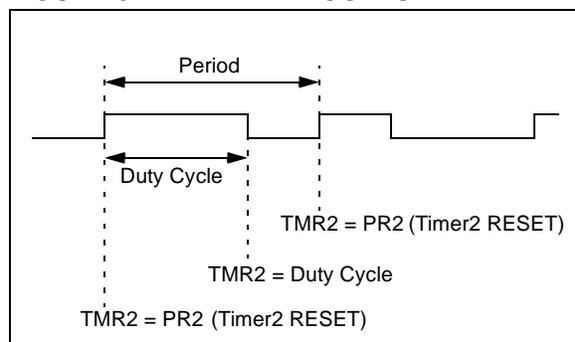 Period
Duty Cycle
TMR2 = PR2 (Timer2 RESET)
TMR2 = Duty Cycle
TMR2 = PR2 (Timer2 RESET)